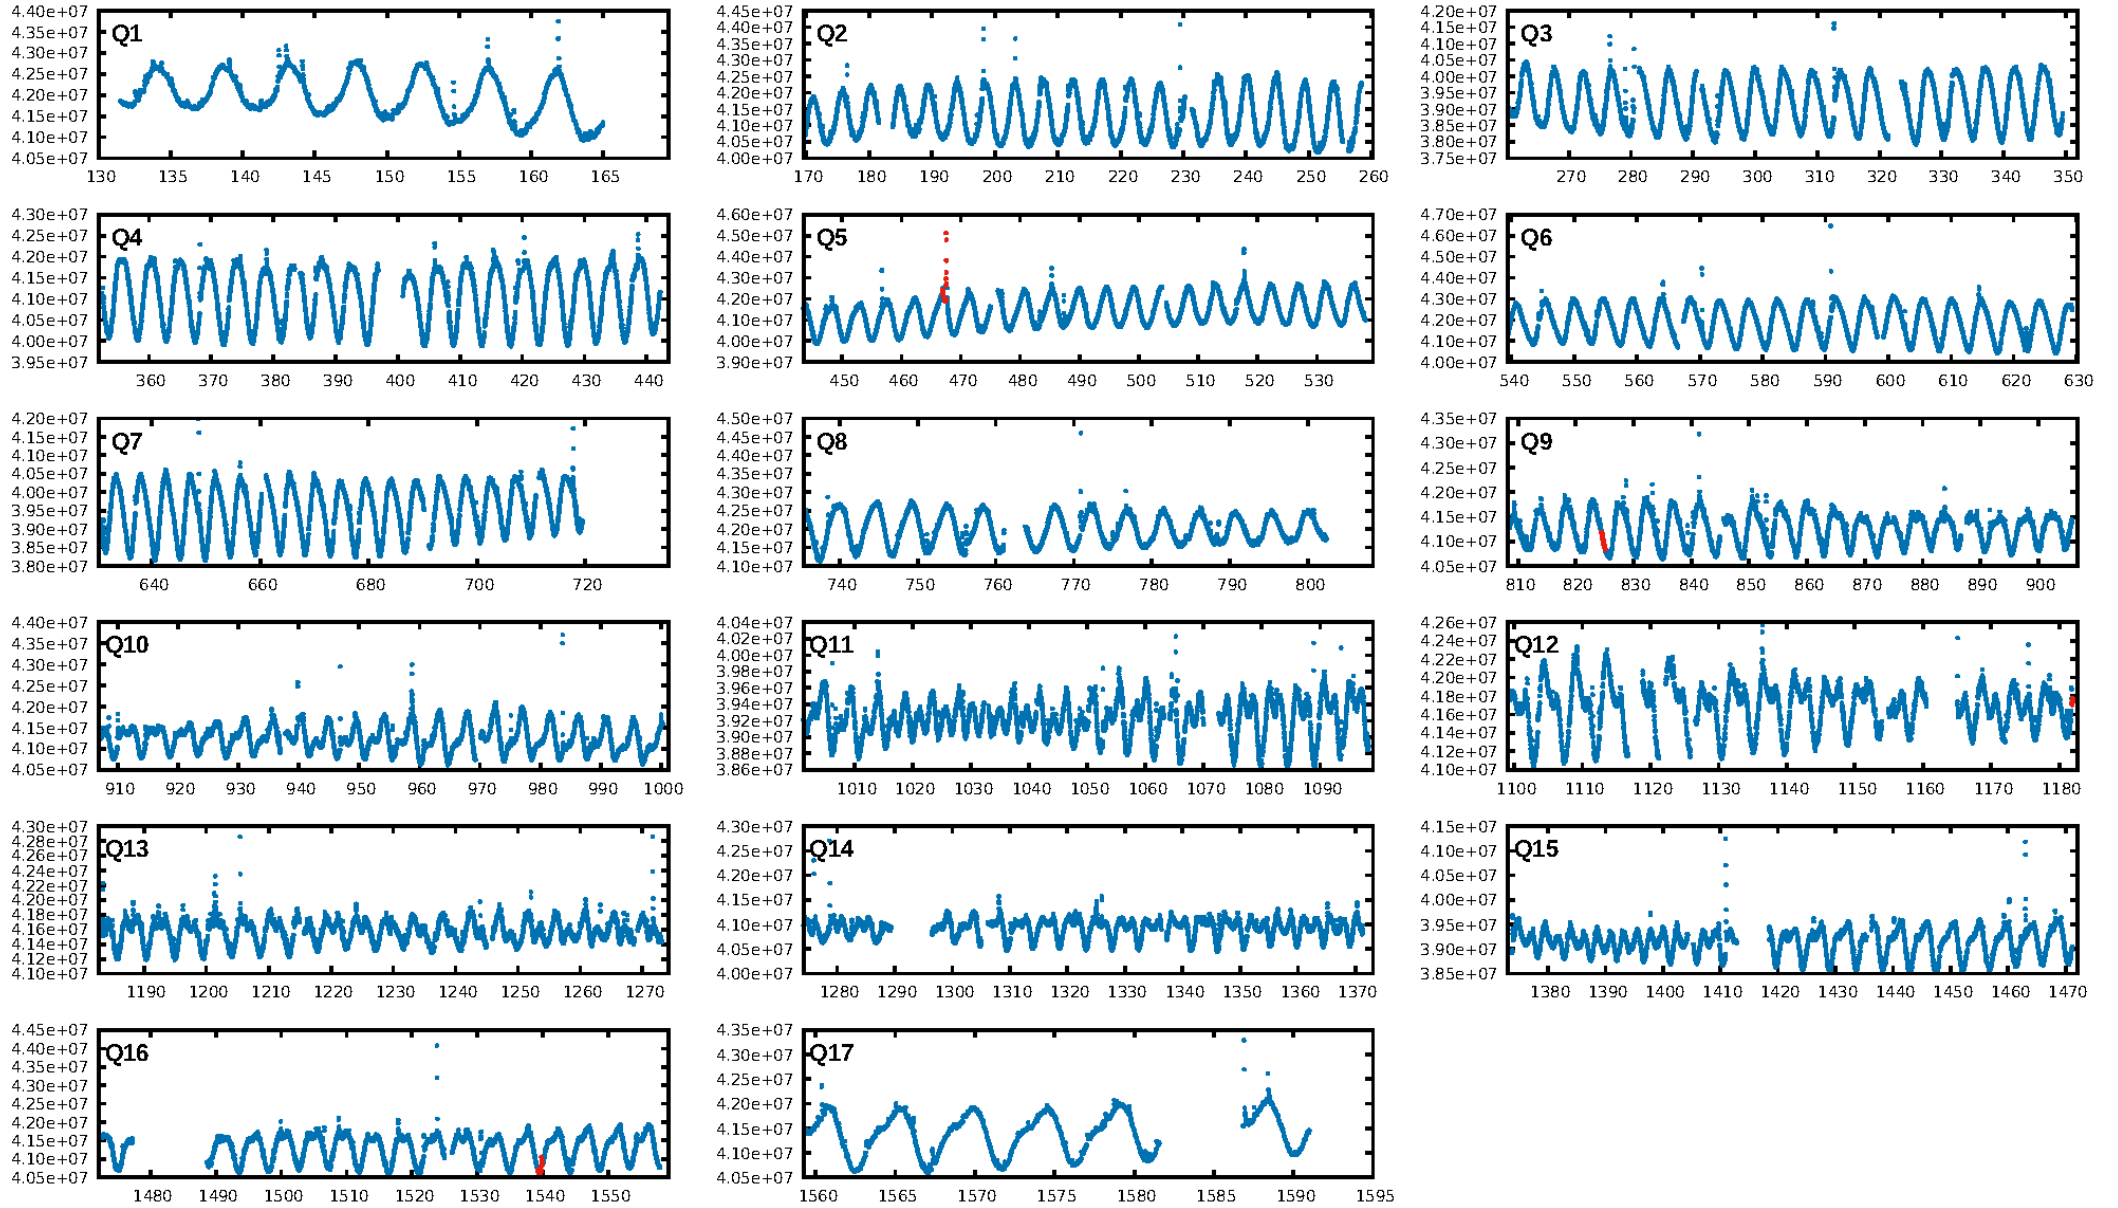 Q1
4.40e+07
4.35e+07
4.30e+07
4.25e+07
4.20e+07
4.15e+07
4.10e+07
4.05e+07
130 135 140 145 150 155 160 165
Q2
4.45e+07
4.40e+07
4.35e+07
4.30e+07
4.25e+07
4.20e+07
4.15e+07
4.10e+07
4.05e+07
4.00e+07
170 180 190 200 210 220 230 240 250 260
Q3
4.20e+07
4.15e+07
4.10e+07
4.05e+07
4.00e+07
3.95e+07
3.90e+07
3.85e+07
3.80e+07
3.75e+07
270 280 290 300 310 320 330 340 350
Q4
4.30e+07
4.25e+07
4.20e+07
4.15e+07
4.10e+07
4.05e+07
4.00e+07
3.95e+07
360 370 380 390 400 410 420 430 440
Q5
4.60e+07
4.50e+07
4.40e+07
4.30e+07
4.20e+07
4.10e+07
4.00e+07
3.90e+07
450 460 470 480 490 500 510 520 530
Q6
4.70e+07
4.60e+07
4.50e+07
4.40e+07
4.30e+07
4.20e+07
4.10e+07
4.00e+07
540 550 560 570 580 590 600 610 620 630
Q7
4.20e+07
4.15e+07
4.10e+07
4.05e+07
4.00e+07
3.95e+07
3.90e+07
3.85e+07
3.80e+07
640 660 680 700 720
Q8
4.50e+07
4.45e+07
4.40e+07
4.35e+07
4.30e+07
4.25e+07
4.20e+07
4.15e+07
4.10e+07
740 750 760 770 780 790 800
Q9
4.35e+07
4.30e+07
4.25e+07
4.20e+07
4.15e+07
4.10e+07
4.05e+07
810 820 830 840 850 860 870 880 890 900
Q10
4.40e+07
4.35e+07
4.30e+07
4.25e+07
4.20e+07
4.15e+07
4.10e+07
4.05e+07
910 920 930 940 950 960 970 980 990 1000
Q11
4.04e+07
4.02e+07
4.00e+07
3.98e+07
3.96e+07
3.94e+07
3.92e+07
3.90e+07
3.88e+07
3.86e+07
1010 1020 1030 1040 1050 1060 1070 1080 1090
Q12
4.26e+07
4.24e+07
4.22e+07
4.20e+07
4.18e+07
4.16e+07
4.14e+07
4.12e+07
4.10e+07
1100 1110 1120 1130 1140 1150 1160 1170 1180
Q13
4.30e+07
4.28e+07
4.26e+07
4.24e+07
4.22e+07
4.20e+07
4.18e+07
4.16e+07
4.14e+07
4.12e+07
4.10e+07
1190 1200 1210 1220 1230 1240 1250 1260 1270
Q14
4.30e+07
4.25e+07
4.20e+07
4.15e+07
4.10e+07
4.05e+07
4.00e+07
1280 1290 1300 1310 1320 1330 1340 1350 1360 1370
Q15
4.15e+07
4.10e+07
4.05e+07
4.00e+07
3.95e+07
3.90e+07
3.85e+07
1380 1390 1400 1410 1420 1430 1440 1450 1460 1470
Q16
4.45e+07
4.40e+07
4.35e+07
4.30e+07
4.25e+07
4.20e+07
4.15e+07
4.10e+07
4.05e+07
1480 1490 1500 1510 1520 1530 1540 1550
Q17
4.35e+07
4.30e+07
4.25e+07
4.20e+07
4.15e+07
4.10e+07
4.05e+07
1560 1565 1570 1575 1580 1585 1590 1595